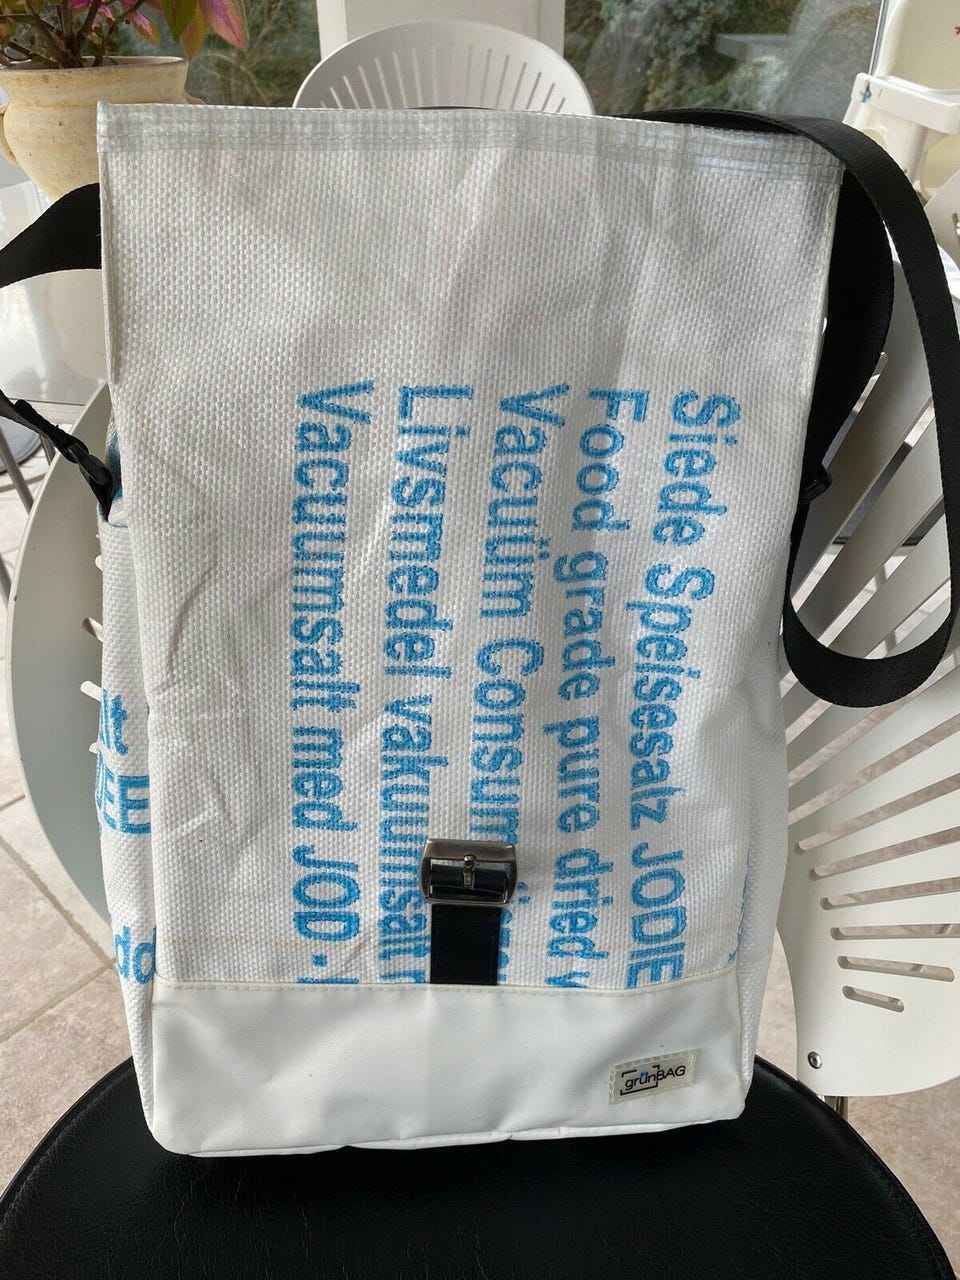 Siede Speisesalz JODIE
Food grade pure dried
Vacuüm Consum
Livsmedel vakuumsalt
Vacuumsalt med JOD •
grünBAG